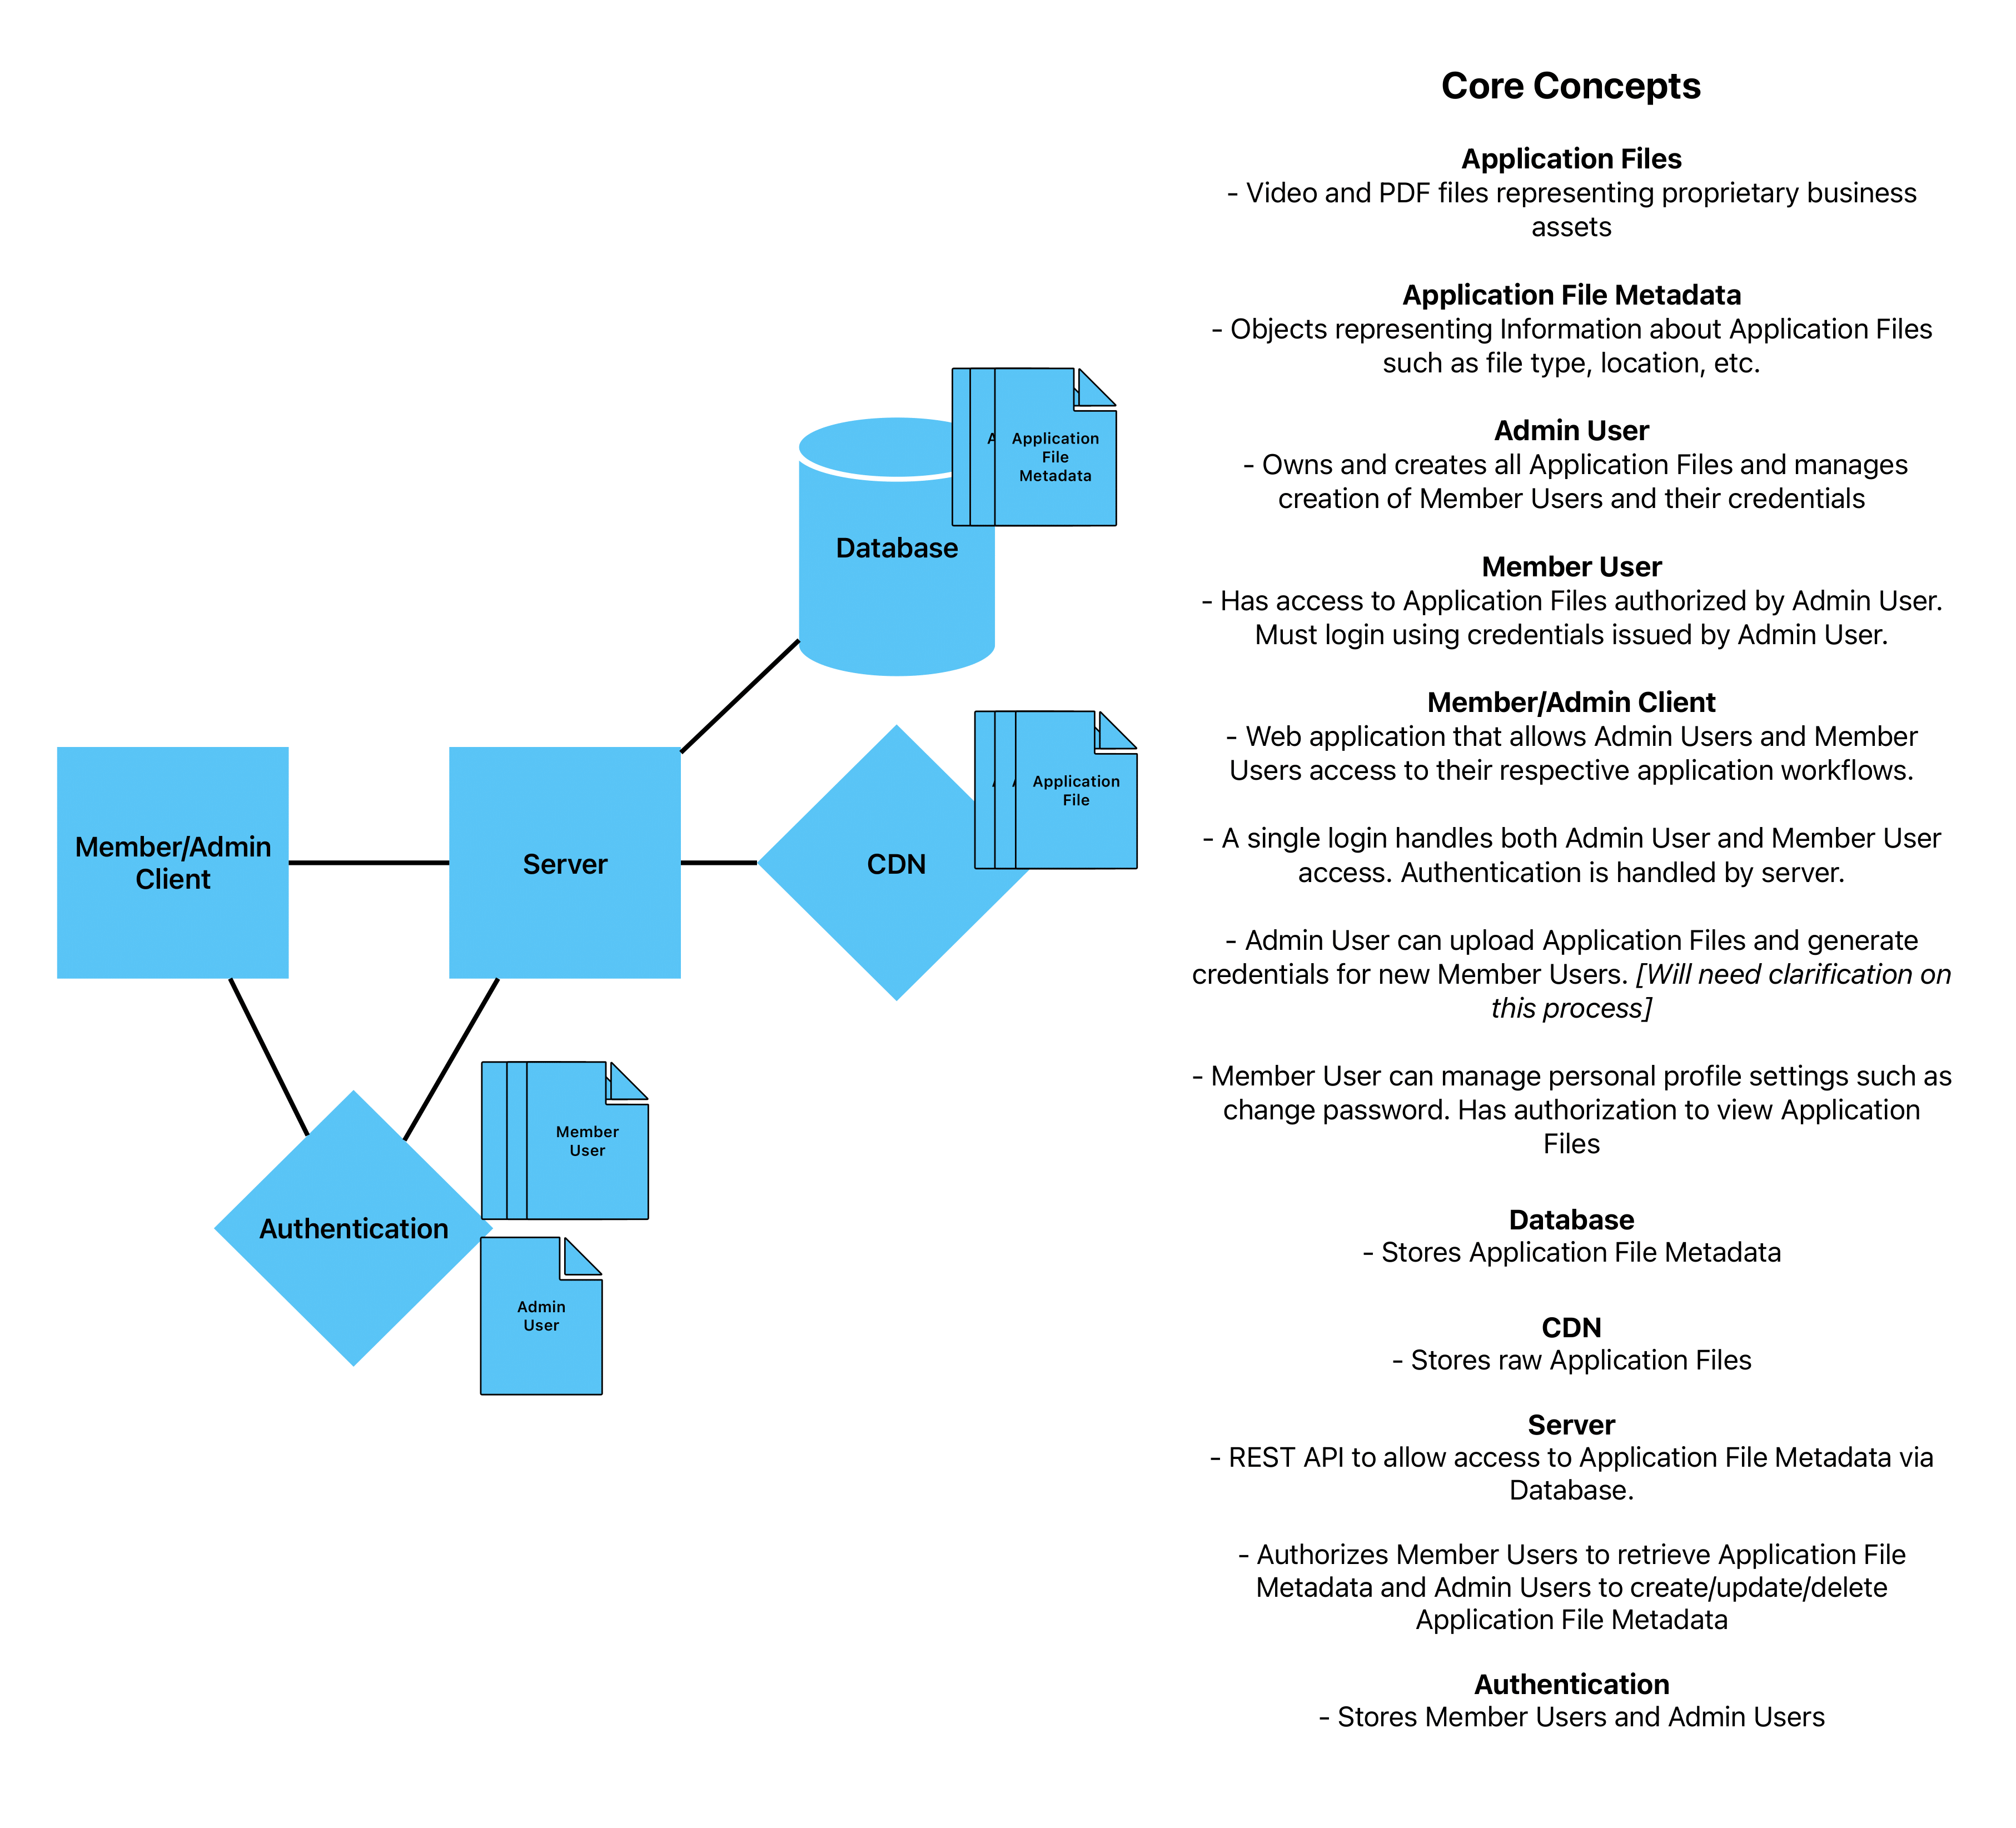 Core Concepts
Application Files
- Video and PDF files representing proprietary business
assets
Application File Metadata
- Objects representing Information about Application Files
such as file type, location, etc.
Admin User
- Owns and creates all Application Files and manages
creation of Member Users and their credentials
Member User
- Has access to Application Files authorized by Admin User.
Must login using credentials issued by Admin User.
Member/Admin Client
- Web application that allows Admin Users and Member
Users access to their respective application workflows.
- A single login handles both Admin User and Member User
access. Authentication is handled by server.
- Admin User can upload Application Files and generate
credentials for new Member Users. [Will need clarification on
this process]
- Member User can manage personal profile settings such as
change password. Has authorization to view Application
Files
Database
- Stores Application File Metadata
CDN
- Stores raw Application Files
Server
- REST API to allow access to Application File Metadata via
Database.
- Authorizes Member Users to retrieve Application File
Metadata and Admin Users to create/update/delete
Application File Metadata
Authentication
- Stores Member Users and Admin Users
Application
File
Metadata
Database
Application
File
Member/Admin
Client
Server
CDN
Member
User
Authentication
Admin
User